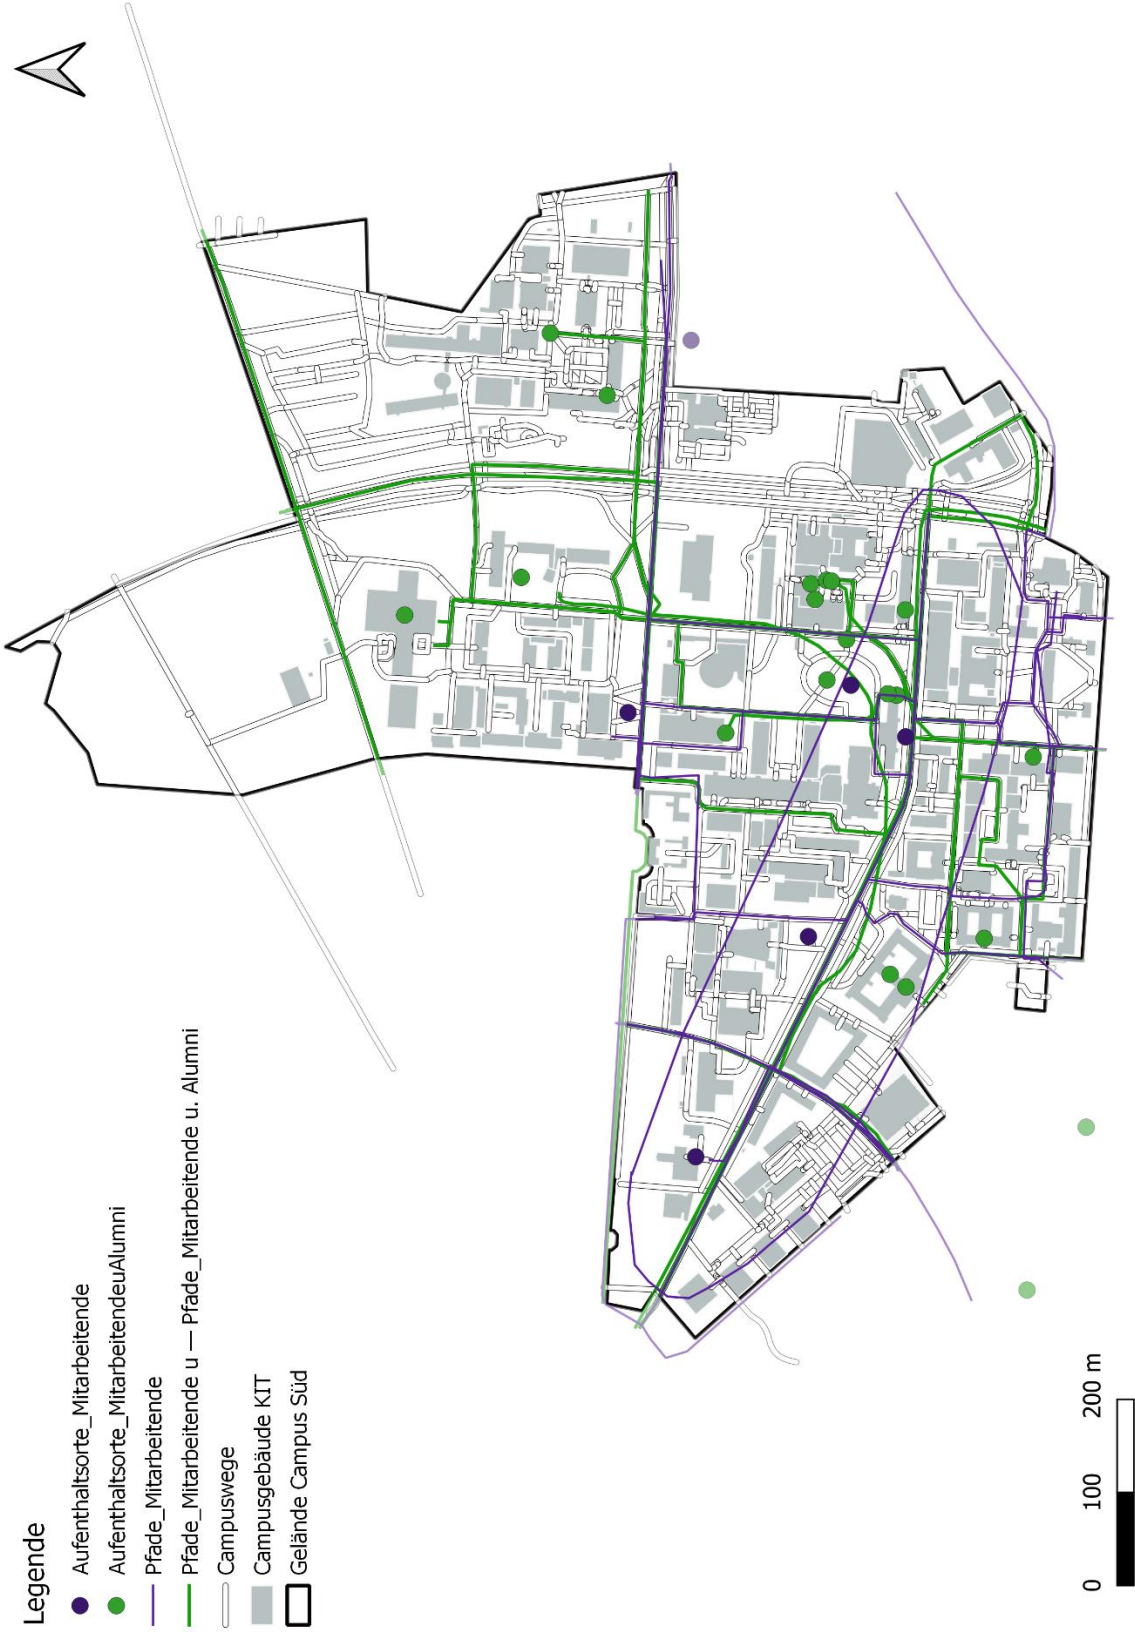 Legende
Aufenthaltsorte_Mitarbeitende
Aufenthaltsorte_MitarbeitendeuAlumni
Pfade_Mitarbeitende
Pfade_Mitarbeitende u — Pfade_Mitarbeitende u. Alumni
Campuswege
Campusgebäude KIT
Gelände Campus Süd
0 100 200 m